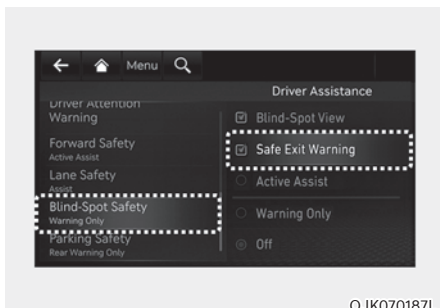 Menu
Driver Assistance
Driver Attention
Warning
Forward Safety
Active Assist
Lane Safety
Assist
Blind-Spot Safety
Warning Only
Parking Safety
Rear Warning Only
Blind-Spot View
Safe Exit Warning
Active Assist
Warning Only
Off
OJK070187L